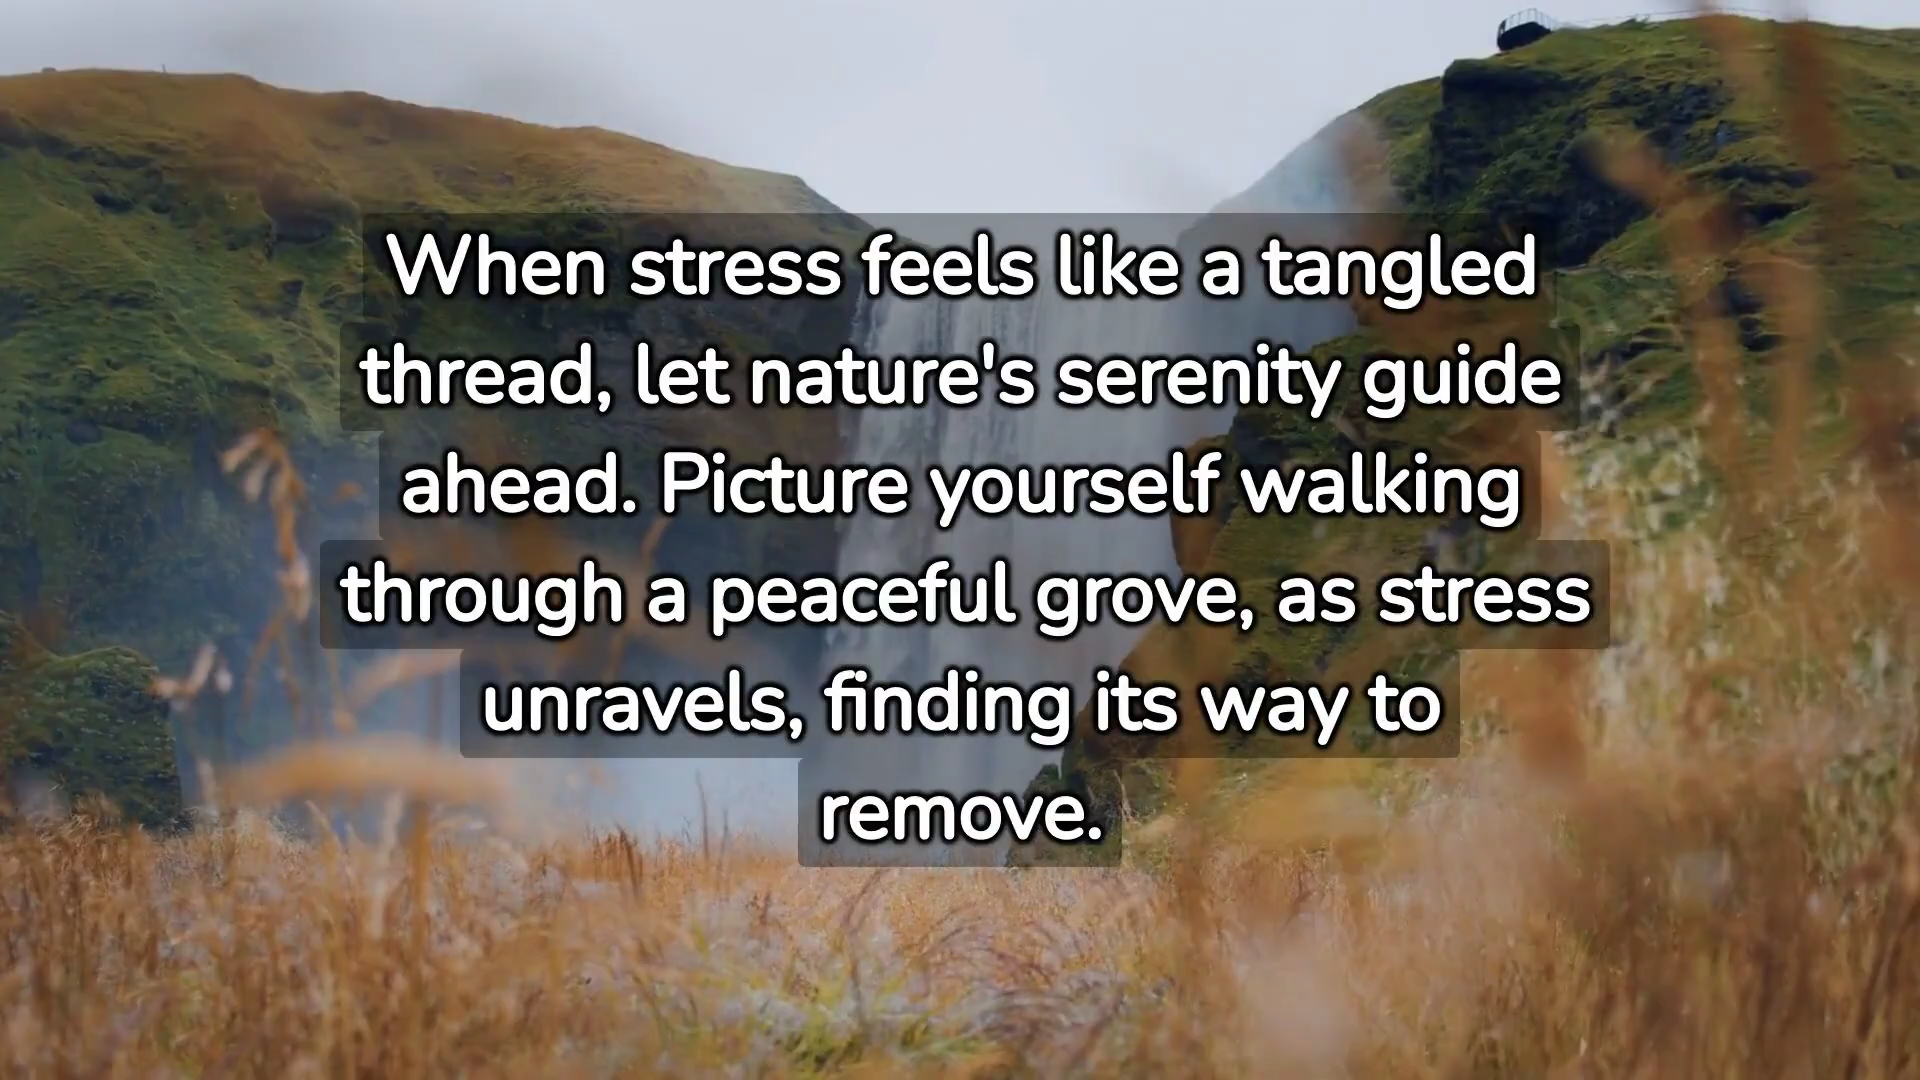 When stress feels like a tangled
thread, let nature's serenity guide
ahead. Picture yourself walking
through a peaceful grove, as stress
unravels, finding its way to
remove.